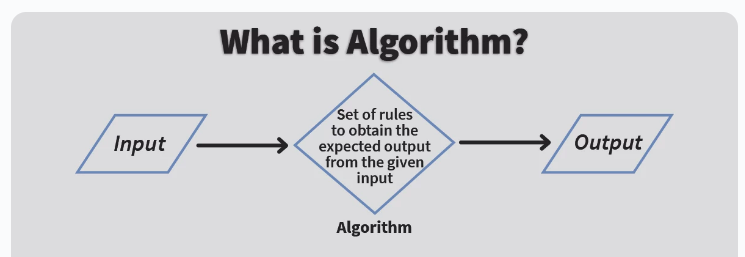 What is Algorithm?
Input
Set of rules
to obtain the
expected output
from the given
input
Output
Algorithm